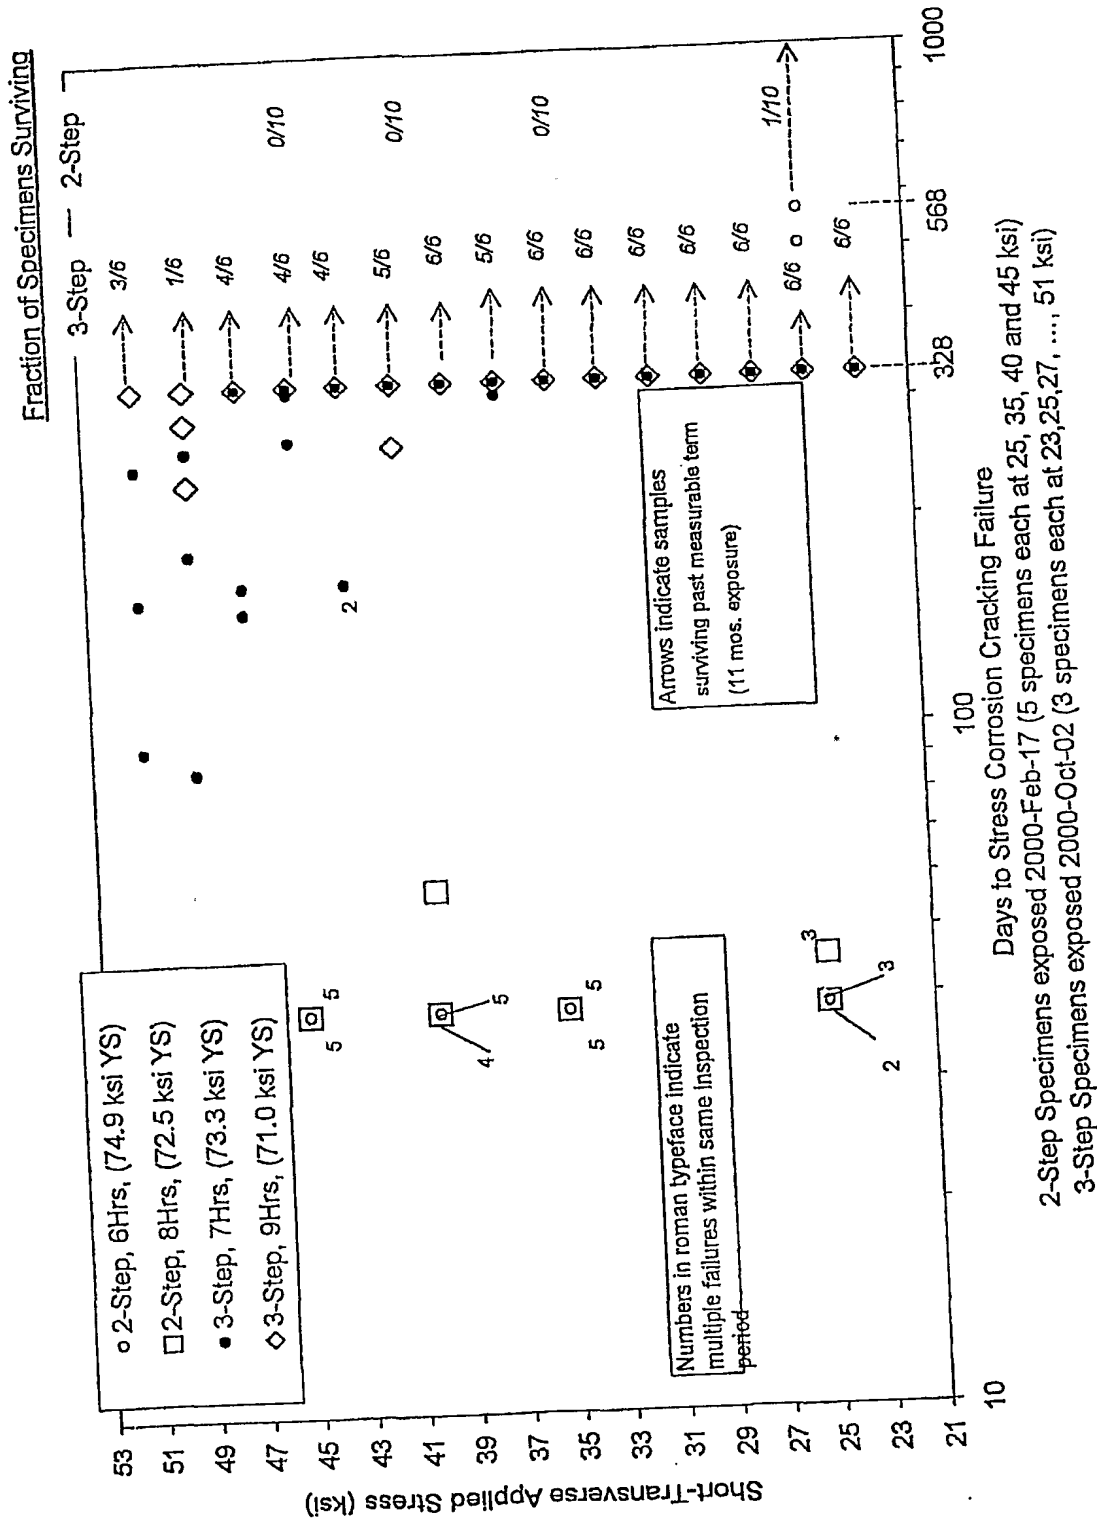 Fraction of Specimens Surviving
3-Step — 2-Step
3/6
1/6
4/6
4/6 0/10
4/6
5/6 0/10
6/6
5/6
6/6 0/10
6/6
6/6
6/6
6/6
6/6 1/10
6/6
○ 2-Step, 6Hrs, (74.9 ksi YS)
□ 2-Step, 8Hrs, (72.5 ksi YS)
● 3-Step, 7Hrs, (73.3 ksi YS)
◇ 3-Step, 9Hrs, (71.0 ksi YS)
2
5 5
4 5
5 5
3
2 3
Numbers in roman typeface indicate
multiple failures within same inspection
period
Arrows indicate samples
surviving past measurable term
(11 mos. exposure)
Short-Transverse Applied Stress (ksi)
53
51
49
47
45
43
41
39
37
35
33
31
29
27
25
23
21
10 100 328 568 1000
Days to Stress Corrosion Cracking Failure
2-Step Specimens exposed 2000-Feb-17 (5 specimens each at 25, 35, 40 and 45 ksi)
3-Step Specimens exposed 2000-Oct-02 (3 specimens each at 23,25,27, ..., 51 ksi)